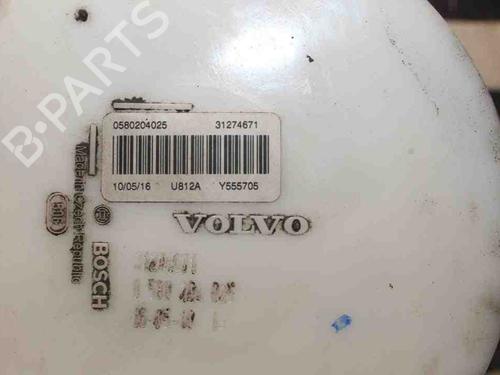 B-PARTS
0580204025 31274671
10/05/16 U812A Y555705
VOLVO
Made in Czech Republic
BOSCH